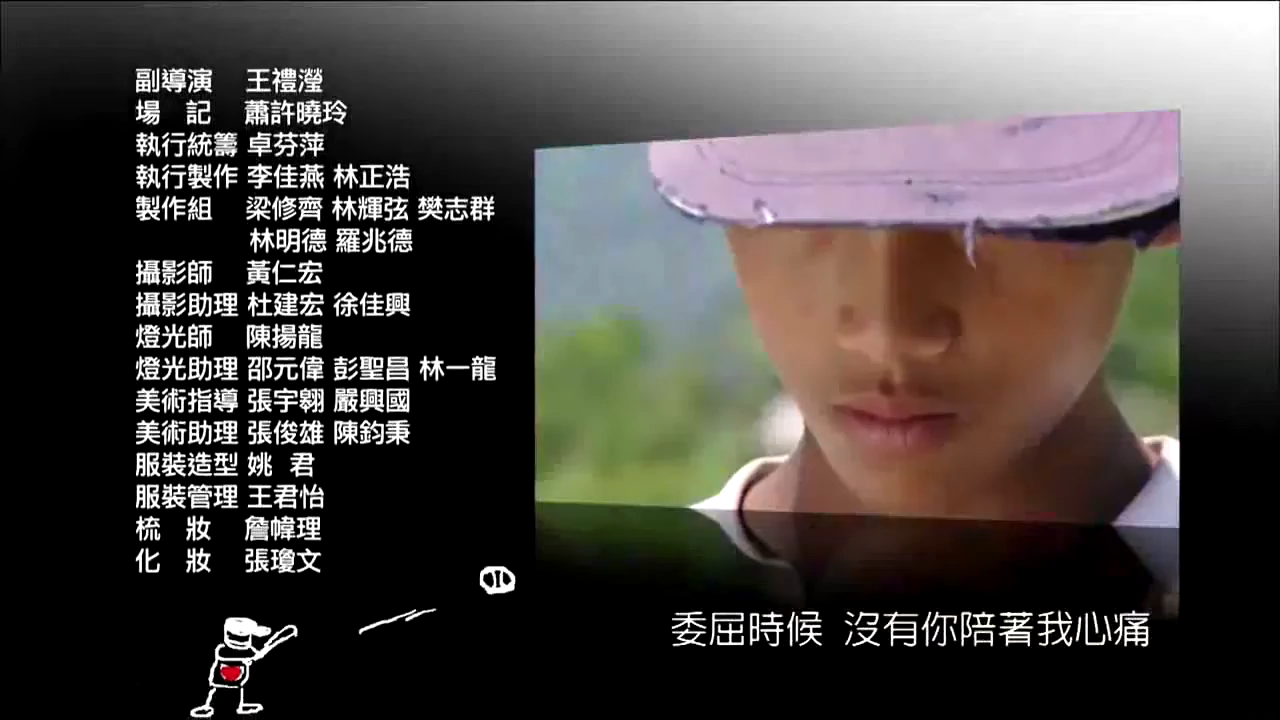 副導演 王禮瀅
場 記 蕭許曉玲
執行統籌 卓芬萍
執行製作 李佳燕 林正浩
製作組 梁修齊 林輝弦 樊志群
林明德 羅兆德
攝影師 黃仁宏
攝影助理 杜建宏 徐佳興
燈光師 陳揚龍
燈光助理 邵元偉 彭聖昌 林一龍
美術指導 張宇翱 嚴興國
美術助理 張俊雄 陳鈞秉
服裝造型 姚 君
服裝管理 王君怡
梳 妝 詹幃理
化 妝 張瓊文
委屈時候 沒有你陪著我心痛